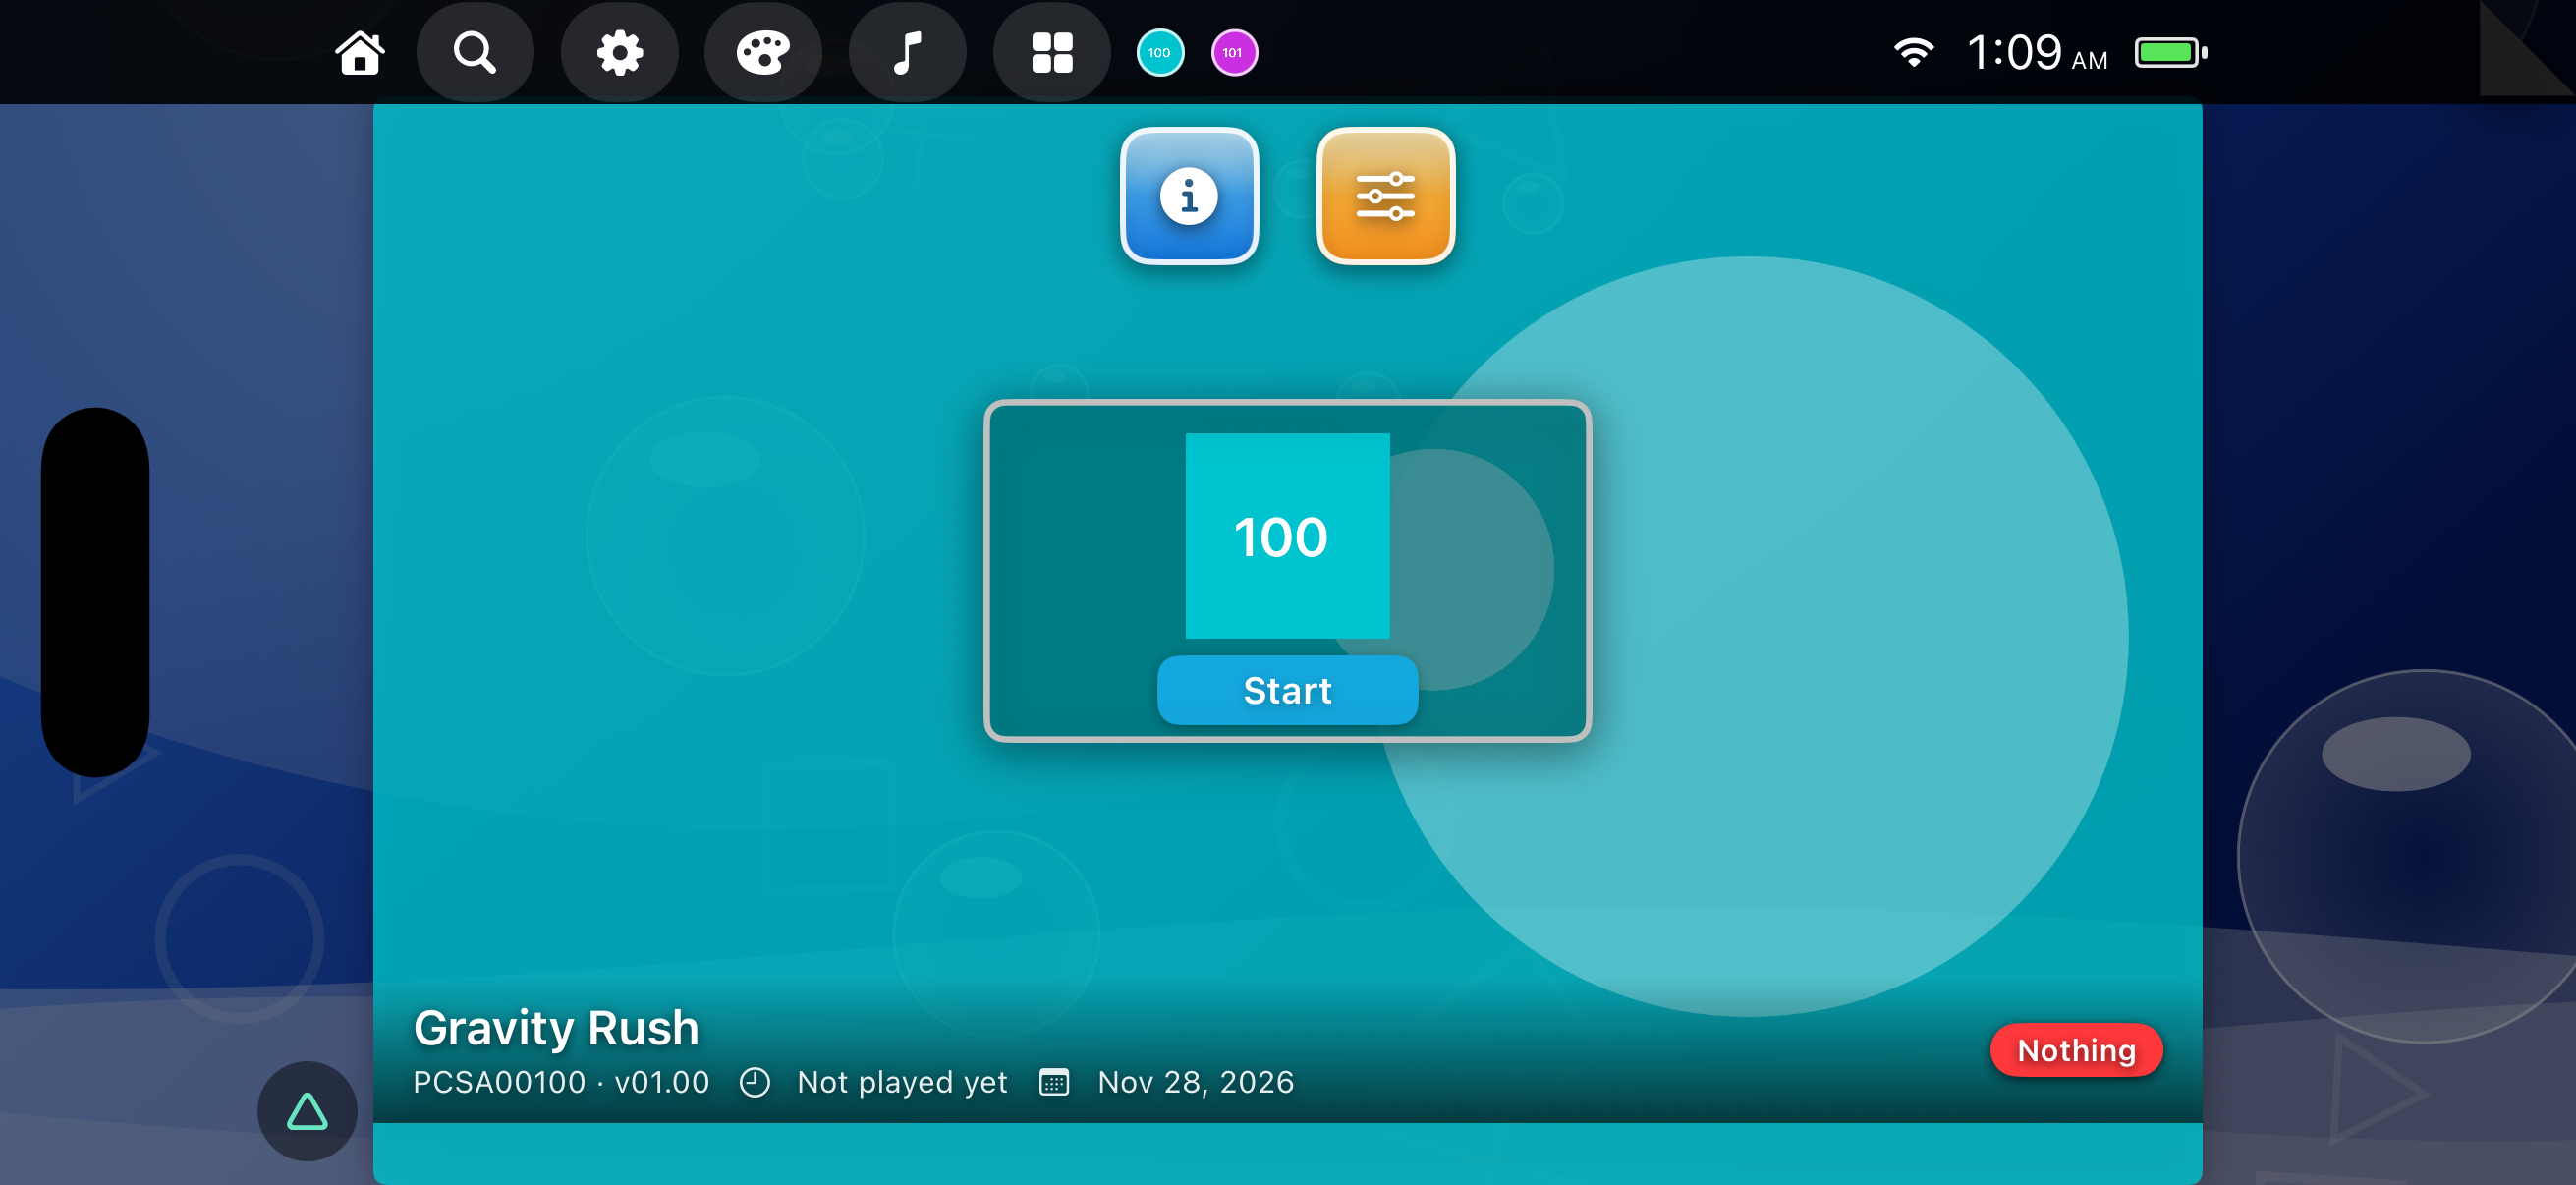 100
101
1:09 AM
100
Start
Gravity Rush
PCSA00100 · v01.00 Not played yet Nov 28, 2026
Nothing